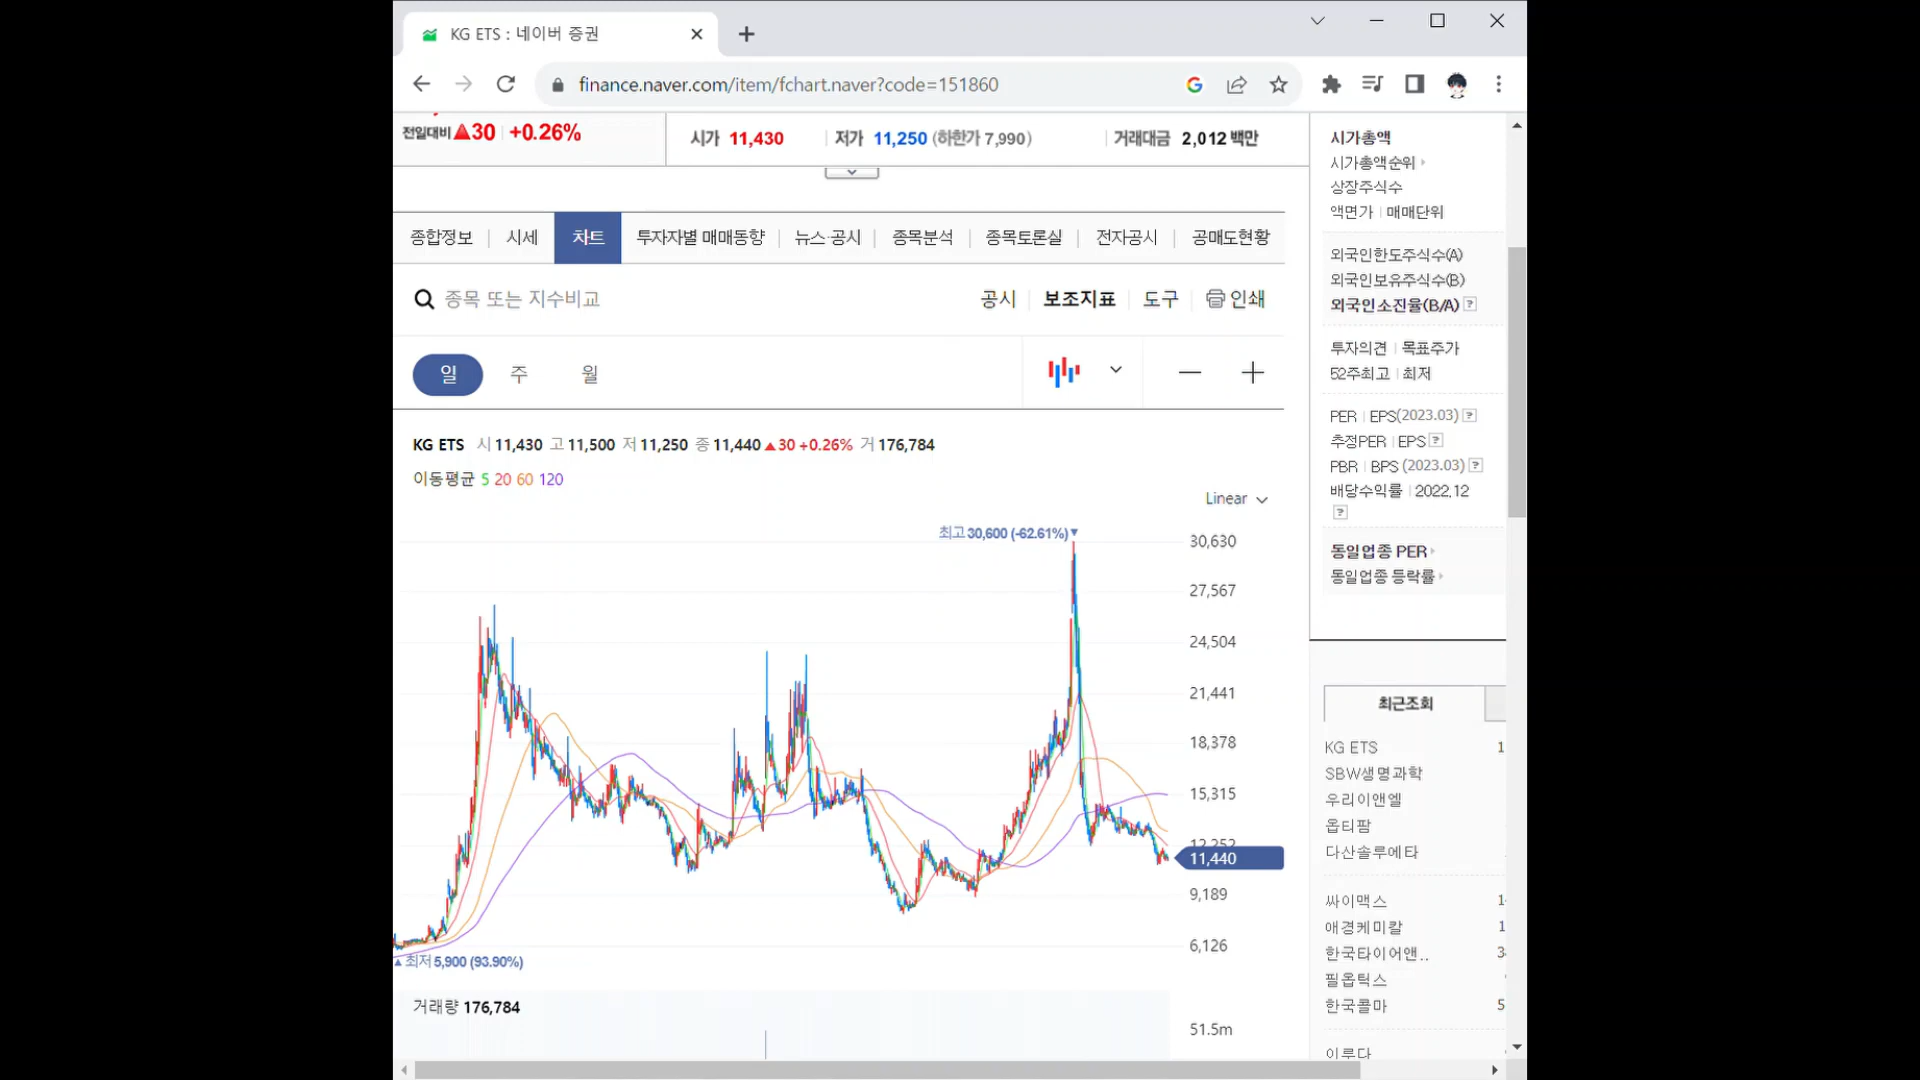 KG ETS : 네이버 증권
finance.naver.com/item/fchart.naver?code=151860
전일대비 ▲30 +0.26%
시가 11,430 저가 11,250 (하한가 7,990) 거래대금 2,012 백만
종합정보 시세 차트 투자자별 매매동향 뉴스·공시 종목분석 종목토론실 전자공시 공매도현황
종목 또는 지수비교 공시 보조지표 도구 인쇄
일 주 월
KG ETS 시 11,430 고 11,500 저 11,250 종 11,440 ▲30 +0.26% 거 176,784
이동평균 5 20 60 120
Linear
최고 30,600 (-62.61%)▼
30,630
27,567
24,504
21,441
18,378
15,315
12,252
11,440
9,189
6,126
▲최저 5,900 (93.90%)
거래량 176,784
51.5m
시가총액
시가총액순위
상장주식수
액면가 매매단위
외국인한도주식수(A)
외국인보유주식수(B)
외국인소진율(B/A) ?
투자의견 목표주가
52주최고 최저
PER EPS(2023.03) ?
추정PER EPS ?
PBR BPS (2023.03) ?
배당수익률 2022.12
?
동일업종 PER
동일업종 등락률
최근조회
KG ETS 1
SBW생명과학
우리이앤엘
옵티팜
다산솔루에타
싸이맥스 1
애경케미칼 1
한국타이어앤.. 3
필옵틱스
한국콜마 5
이루다